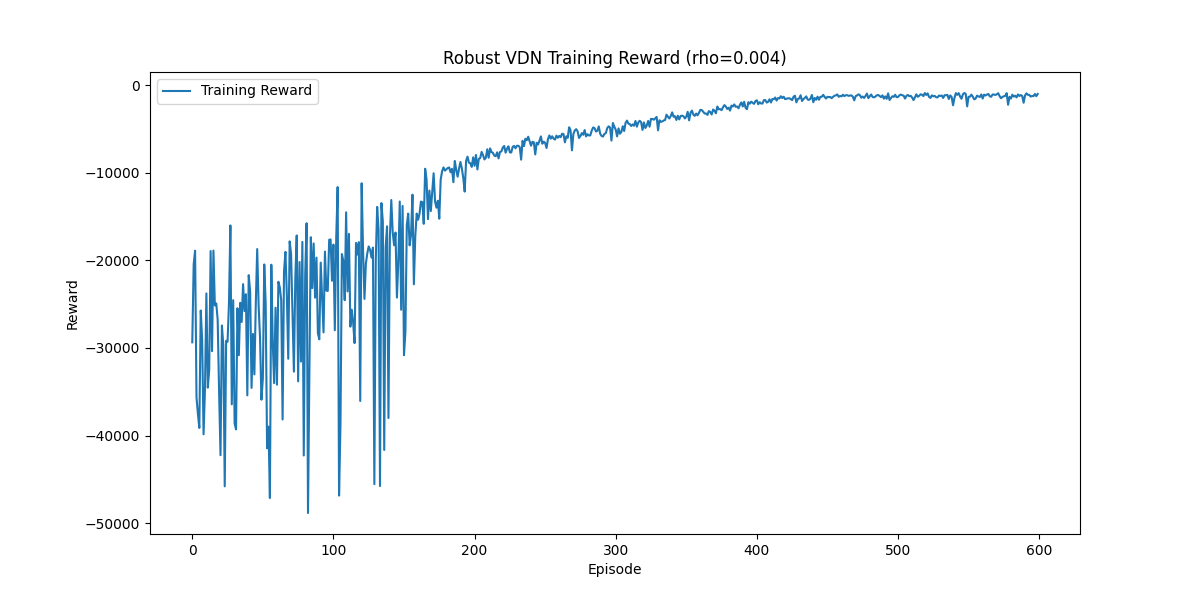 Robust VDN Training Reward (rho=0.004)
Training Reward
0
−10000
−20000
−30000
−40000
−50000
Reward
0 100 200 300 400 500 600
Episode